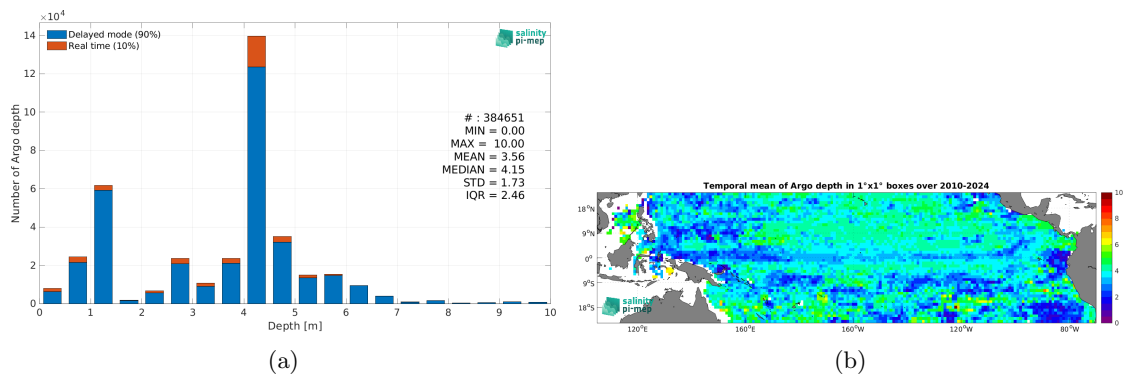 ×10⁴
14
12
10
8
6
4
2
0
Number of Argo depth
Delayed mode (90%)
Real time (10%)
salinity
pi-mep
# : 384651
MIN = 0.00
MAX = 10.00
MEAN = 3.56
MEDIAN = 4.15
STD = 1.73
IQR = 2.46
0 1 2 3 4 5 6 7 8 9 10
Depth [m]
(a)
Temporal mean of Argo depth in 1°x1° boxes over 2010-2024
18°N
9°N
0°
9°S
18°S
salinity
pi-mep
120°E 160°E 160°W 120°W 80°W
10
8
6
4
2
0
(b)